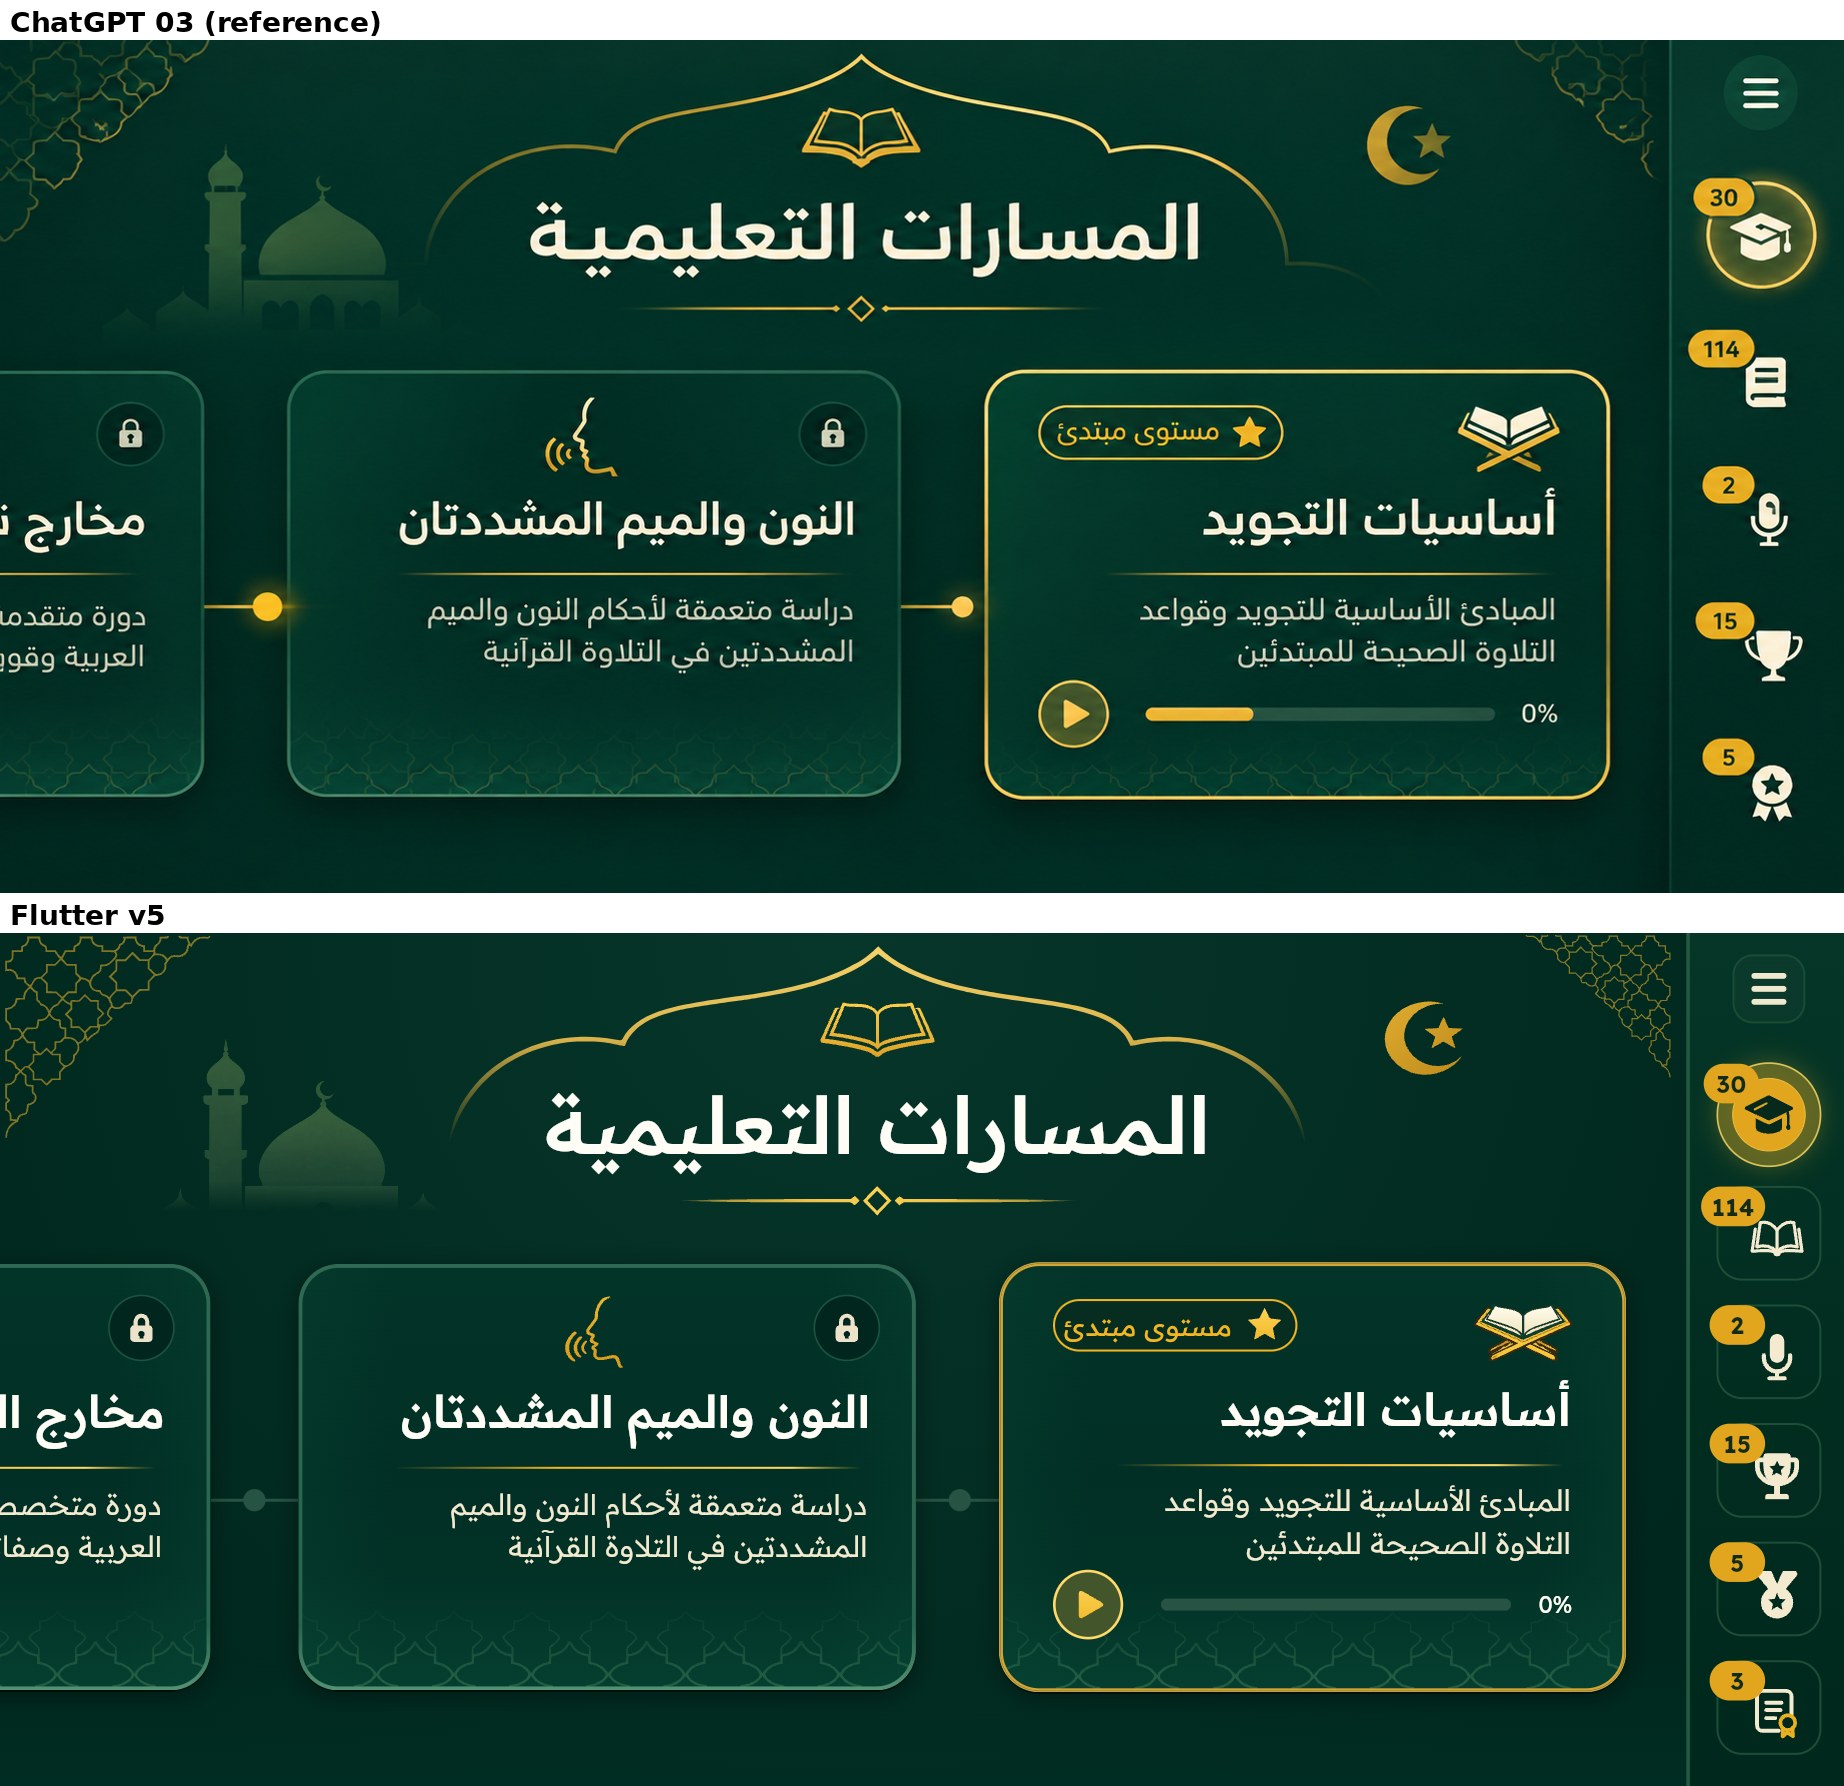 ChatGPT 03 (reference)
30
المسارات التعليمية
114
مستوى مبتدئ
أساسيات التجويد
المبادئ الأساسية للتجويد وقواعد
التلاوة الصحيحة للمبتدئين
0%
النون والميم المشددتان
دراسة متعمقة لأحكام النون والميم
المشددتين في التلاوة القرآنية
مخارج
دورة متقدمة
العربية
2
15
5
Flutter v5
30
المسارات التعليمية
114
مستوى مبتدئ
أساسيات التجويد
المبادئ الأساسية للتجويد وقواعد
التلاوة الصحيحة للمبتدئين
0%
النون والميم المشددتان
دراسة متعمقة لأحكام النون والميم
المشددتين في التلاوة القرآنية
مخارج
دورة
العربية
2
15
5
3